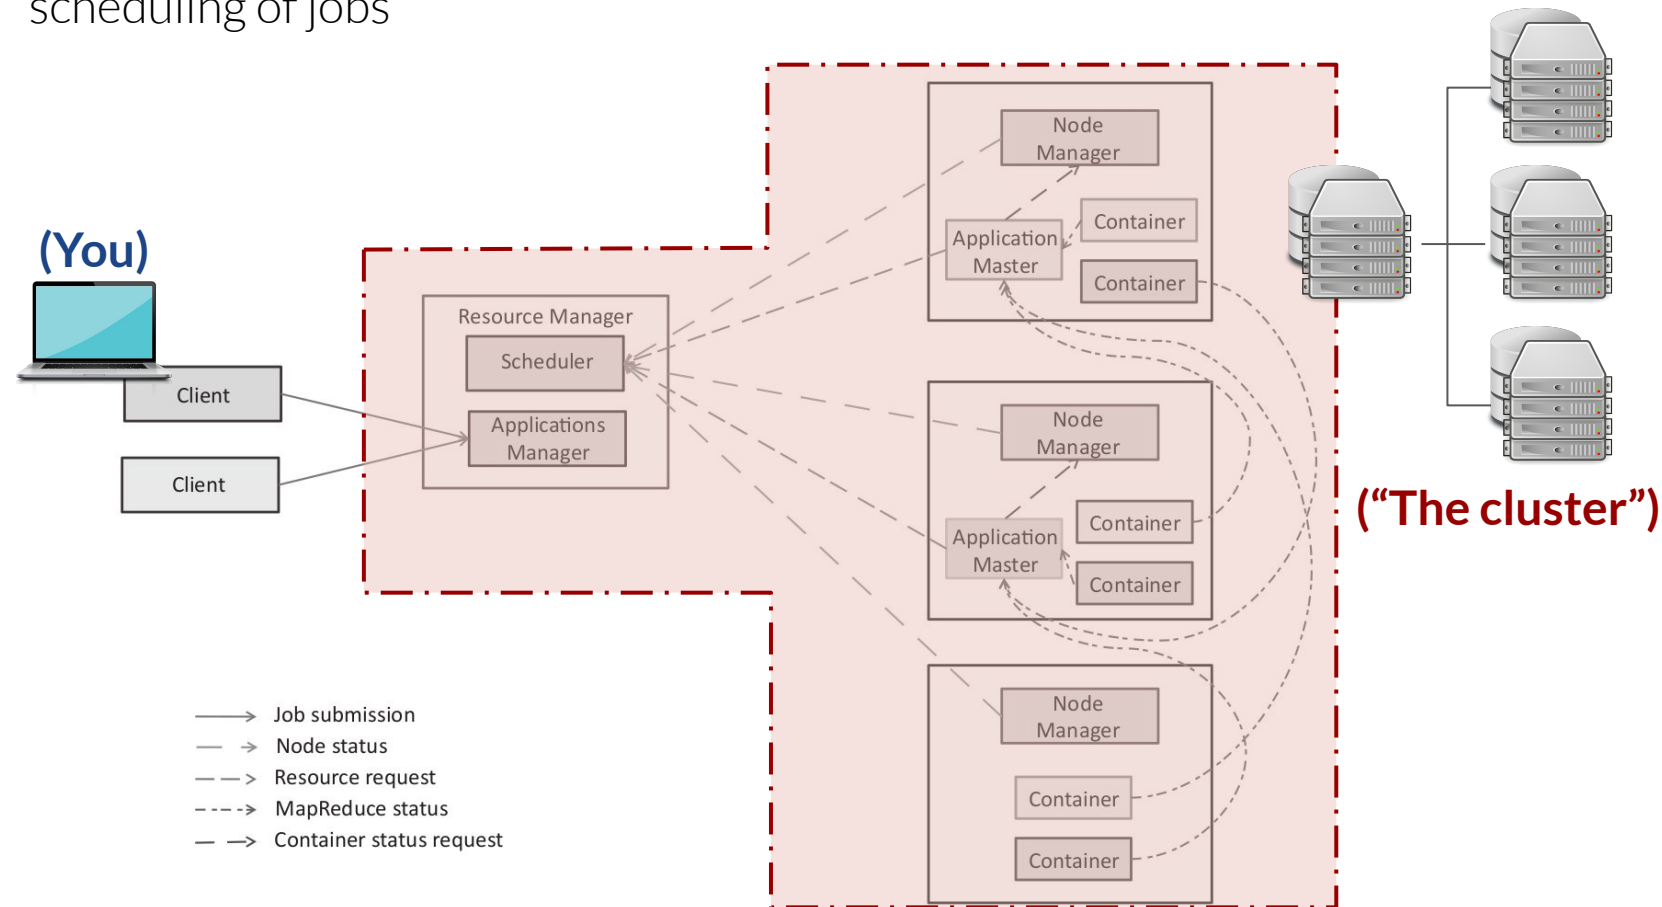 scheduling of jobs
(You)
Client
Client
Resource Manager
Scheduler
Applications
Manager
Node
Manager
Application
Master
Container
Container
Node
Manager
Application
Master
Container
Container
Node
Manager
Container
Container
(“The cluster”)
Job submission
Node status
Resource request
MapReduce status
Container status request